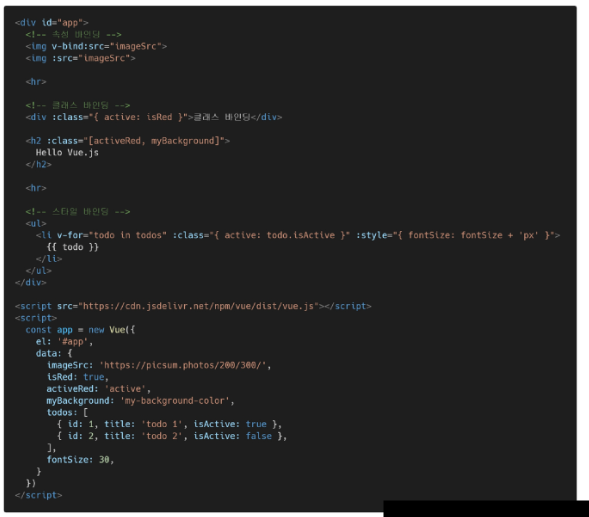 <div id="app">
<!-- 속성 바인딩 -->
<img v-bind:src="imageSrc">
<img :src="imageSrc">
<hr>
<!-- 클래스 바인딩 -->
<div :class="{ active: isRed }">클래스 바인딩</div>
<h2 :class="[activeRed, myBackground]">
Hello Vue.js
</h2>
<hr>
<!-- 스타일 바인딩 -->
<ul>
<li v-for="todo in todos" :class="{ active: todo.isActive }" :style="{ fontSize: fontSize + 'px' }">
{{ todo }}
</li>
</ul>
</div>
<script src="https://cdn.jsdelivr.net/npm/vue/dist/vue.js"></script>
<script>
const app = new Vue({
el: '#app',
data: {
imageSrc: 'https://picsum.photos/200/300/',
isRed: true,
activeRed: 'active',
myBackground: 'my-background-color',
todos: [
{ id: 1, title: 'todo 1', isActive: true },
{ id: 2, title: 'todo 2', isActive: false },
],
fontSize: 30,
}
})
</script>